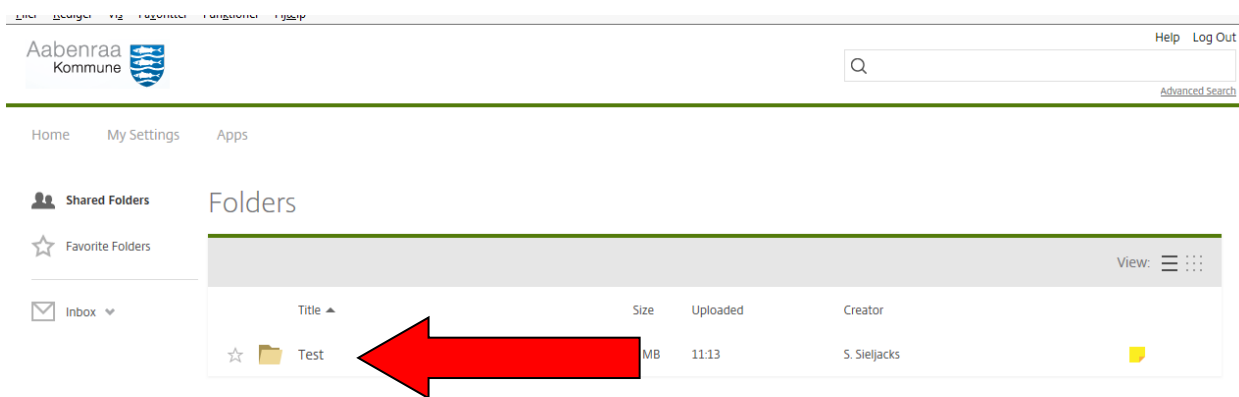 Help Log Out
Aabenraa
Kommune
Advanced Search
Home My Settings Apps
Shared Folders
Folders
Favorite Folders
View:
Inbox
Title Size Uploaded Creator
Test MB 11:13 S. Sieljacks